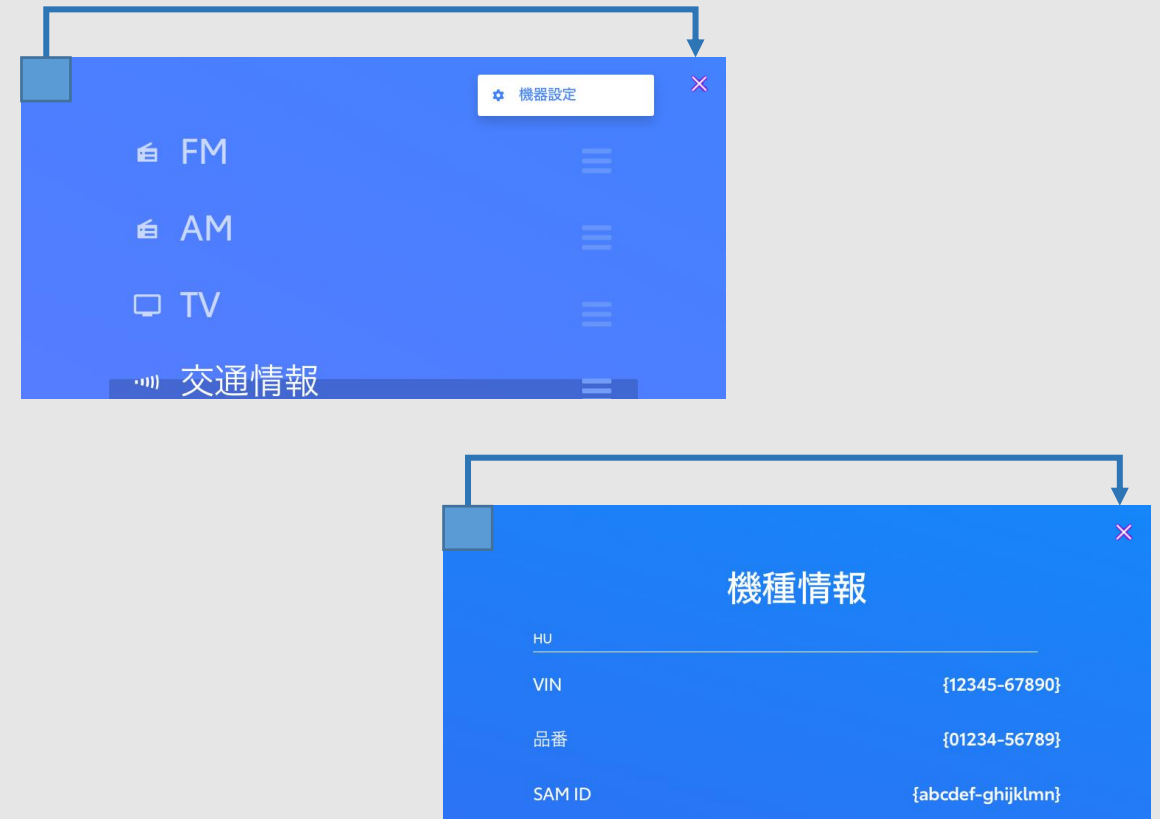 機器設定
FM
AM
TV
交通情報
機種情報
HU
VIN {12345-67890}
品番 {01234-56789}
SAM ID {abcdef-ghijklmn}